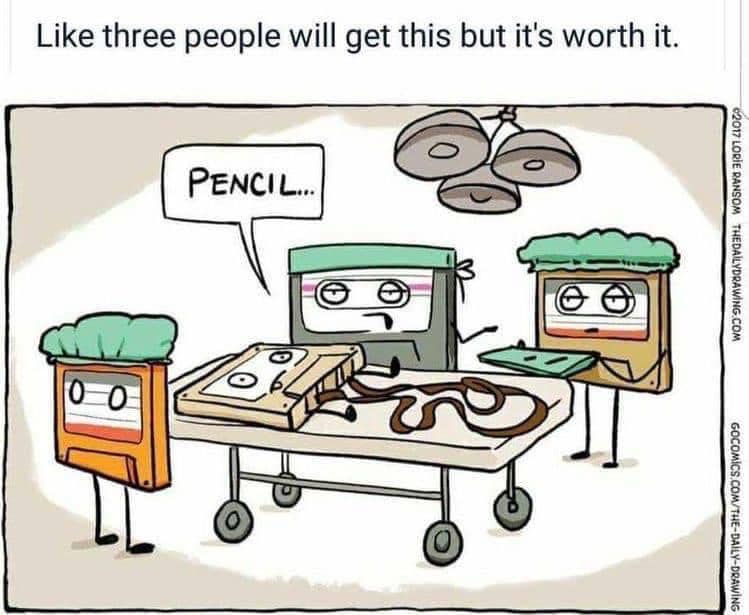 Like three people will get this but it's worth it.
PENCIL...
©2017 LORIE RANSOM THEDAILYDRAWING.COM
GOCOMICS.COM/THE-DAILY-DRAWING